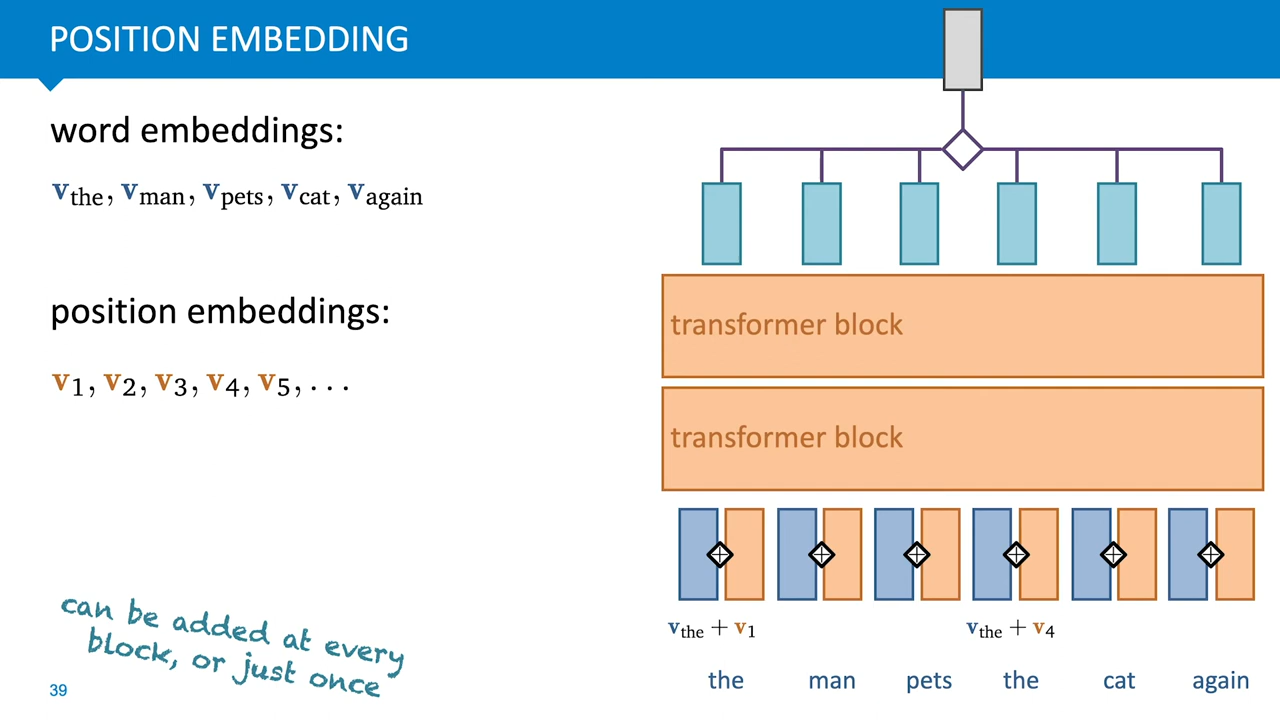 POSITION EMBEDDING
word embeddings:
v_the, v_man, v_pets, v_cat, v_again
position embeddings:
v_1, v_2, v_3, v_4, v_5, . . .
can be added at every
block, or just once
39
transformer block
transformer block
v_the + v_1
v_the + v_4
the man pets the cat again